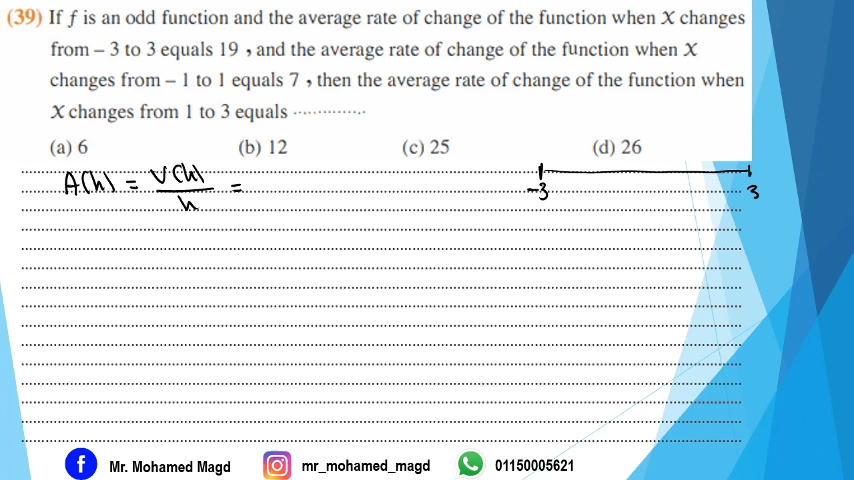 (39) If f is an odd function and the average rate of change of the function when X changes
from – 3 to 3 equals 19 , and the average rate of change of the function when X
changes from – 1 to 1 equals 7 , then the average rate of change of the function when
X changes from 1 to 3 equals ..............
(a) 6 (b) 12 (c) 25 (d) 26
A(h) = V(h) / h =
-3 3
Mr. Mohamed Magd mr_mohamed_magd 01150005621